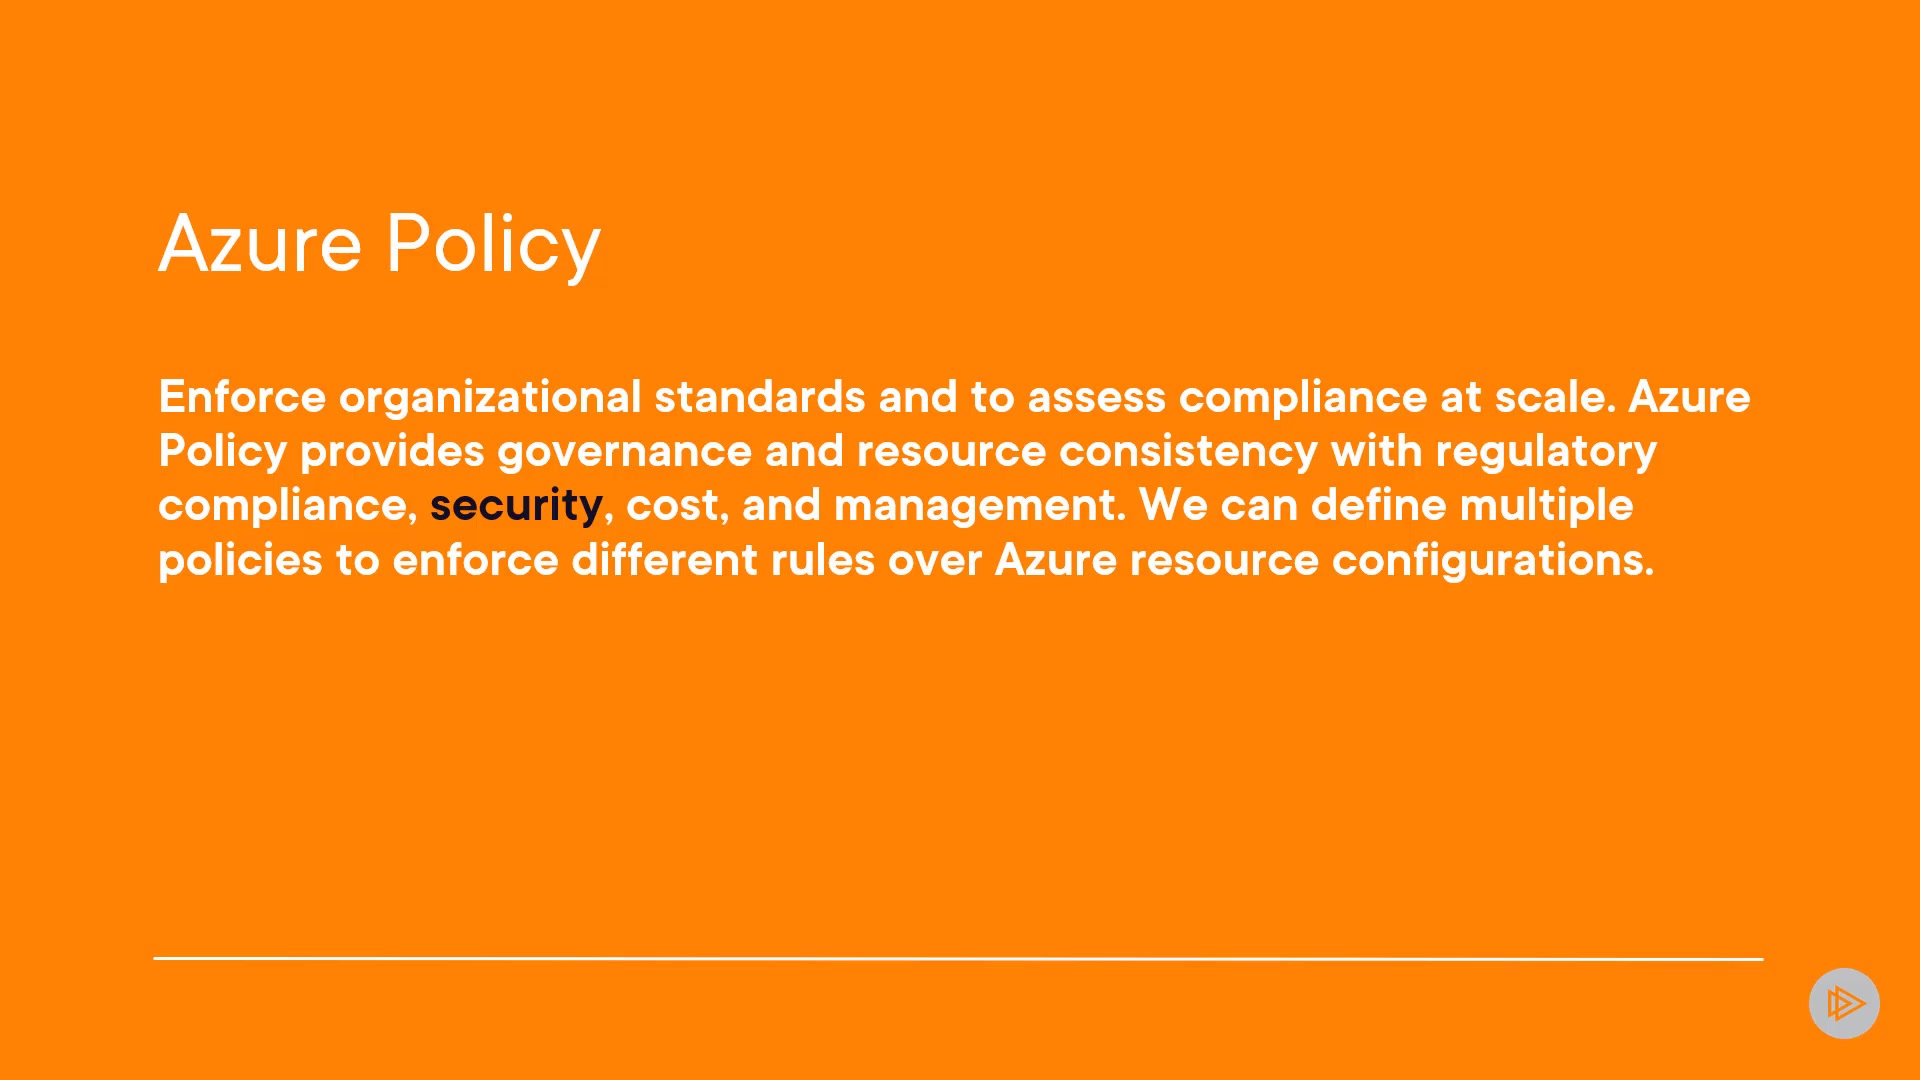 Azure Policy
Enforce organizational standards and to assess compliance at scale. Azure
Policy provides governance and resource consistency with regulatory
compliance, security, cost, and management. We can define multiple
policies to enforce different rules over Azure resource configurations.